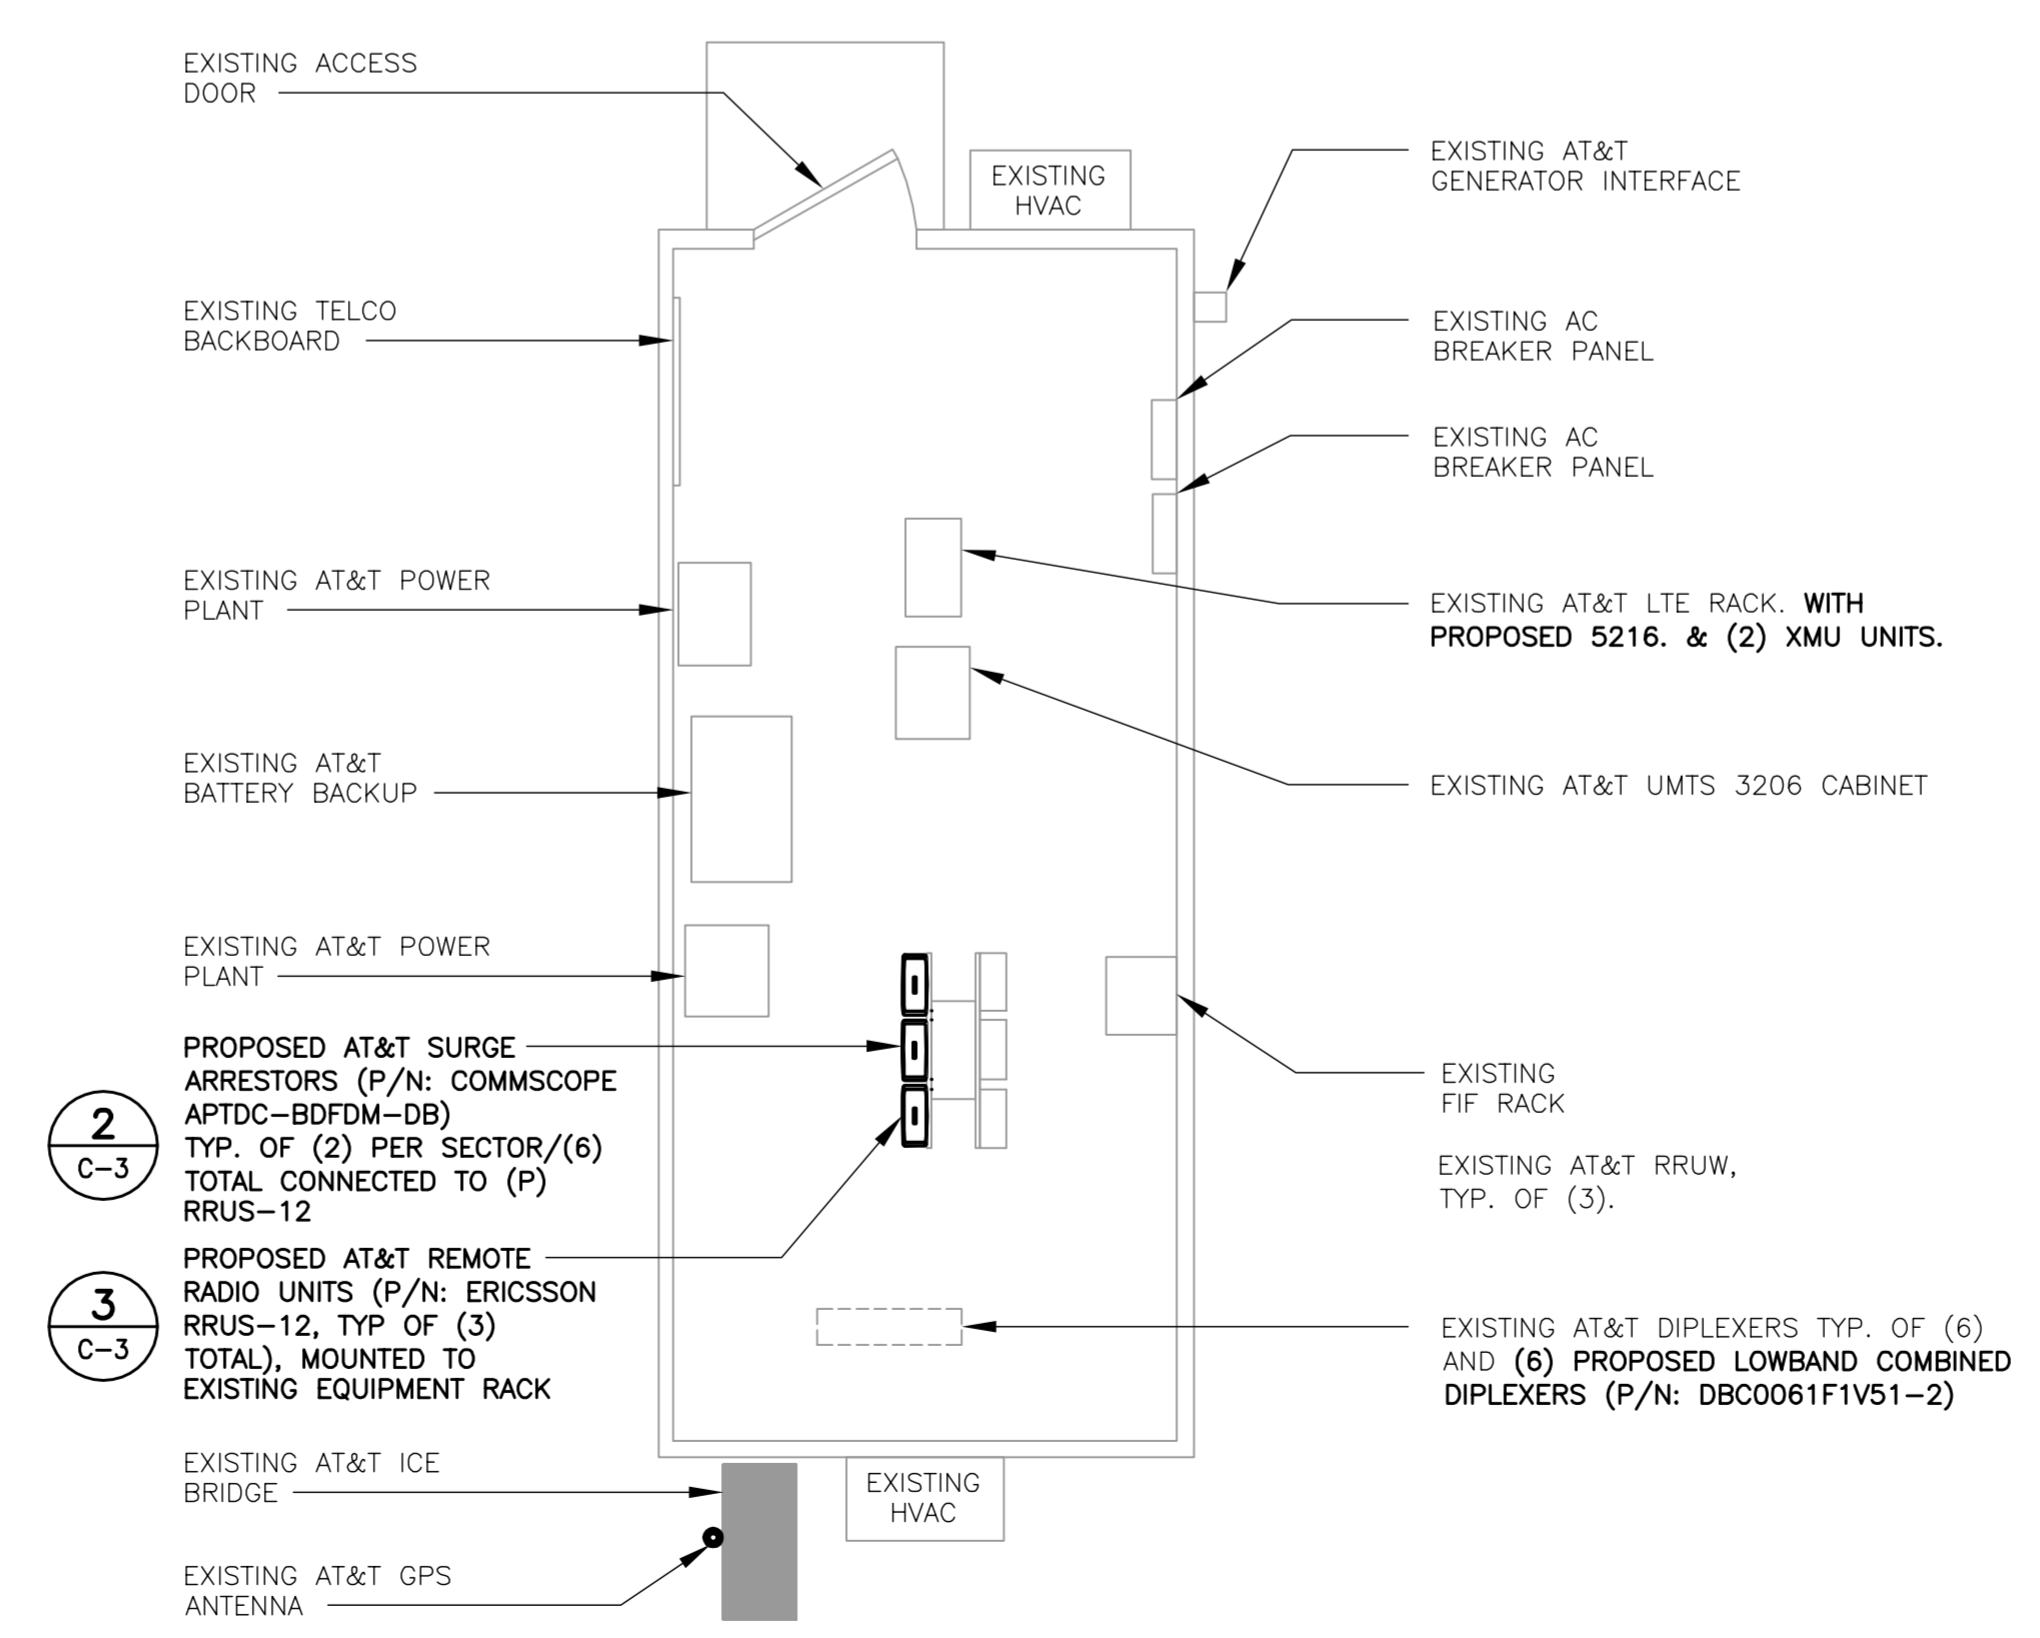 EXISTING ACCESS
DOOR
EXISTING
HVAC
EXISTING AT&T
GENERATOR INTERFACE
EXISTING TELCO
BACKBOARD
EXISTING AC
BREAKER PANEL
EXISTING AC
BREAKER PANEL
EXISTING AT&T POWER
PLANT
EXISTING AT&T LTE RACK. WITH
PROPOSED 5216. & (2) XMU UNITS.
EXISTING AT&T
BATTERY BACKUP
EXISTING AT&T UMTS 3206 CABINET
EXISTING AT&T POWER
PLANT
PROPOSED AT&T SURGE
ARRESTORS (P/N: COMMSCOPE
APTDC-BDFDM-DB)
TYP. OF (2) PER SECTOR/(6)
TOTAL CONNECTED TO (P)
RRUS-12
2
C-3
EXISTING
FIF RACK
EXISTING AT&T RRUW,
TYP. OF (3).
PROPOSED AT&T REMOTE
RADIO UNITS (P/N: ERICSSON
RRUS-12, TYP OF (3)
TOTAL), MOUNTED TO
EXISTING EQUIPMENT RACK
3
C-3
EXISTING AT&T DIPLEXERS TYP. OF (6)
AND (6) PROPOSED LOWBAND COMBINED
DIPLEXERS (P/N: DBC0061F1V51-2)
EXISTING AT&T ICE
BRIDGE
EXISTING
HVAC
EXISTING AT&T GPS
ANTENNA